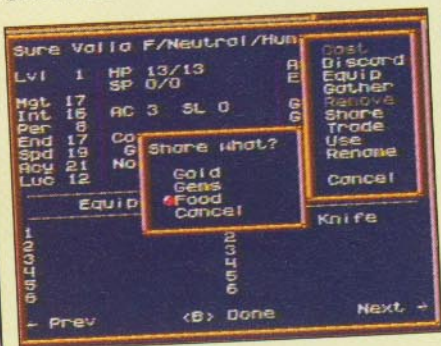 Sure Valla F/Neutral/Hum
Lvl 1 HP 13/13 A
SP 0/0 E
Mgt 17
Int 16 AC 3 SL 0 G
Per 8 G
End 17 Co
Spd 19 G
Acy 21 No
Luc 12
Cast
Discard
Equip
Gather
Remove
Share
Trade
Use
Rename
Cancel
Share What?
Gold
Gems
Food
Cancel
Equip Knife
1 2
2 3
3 4
4 5
5 6
6
← Prev <B> Done Next →